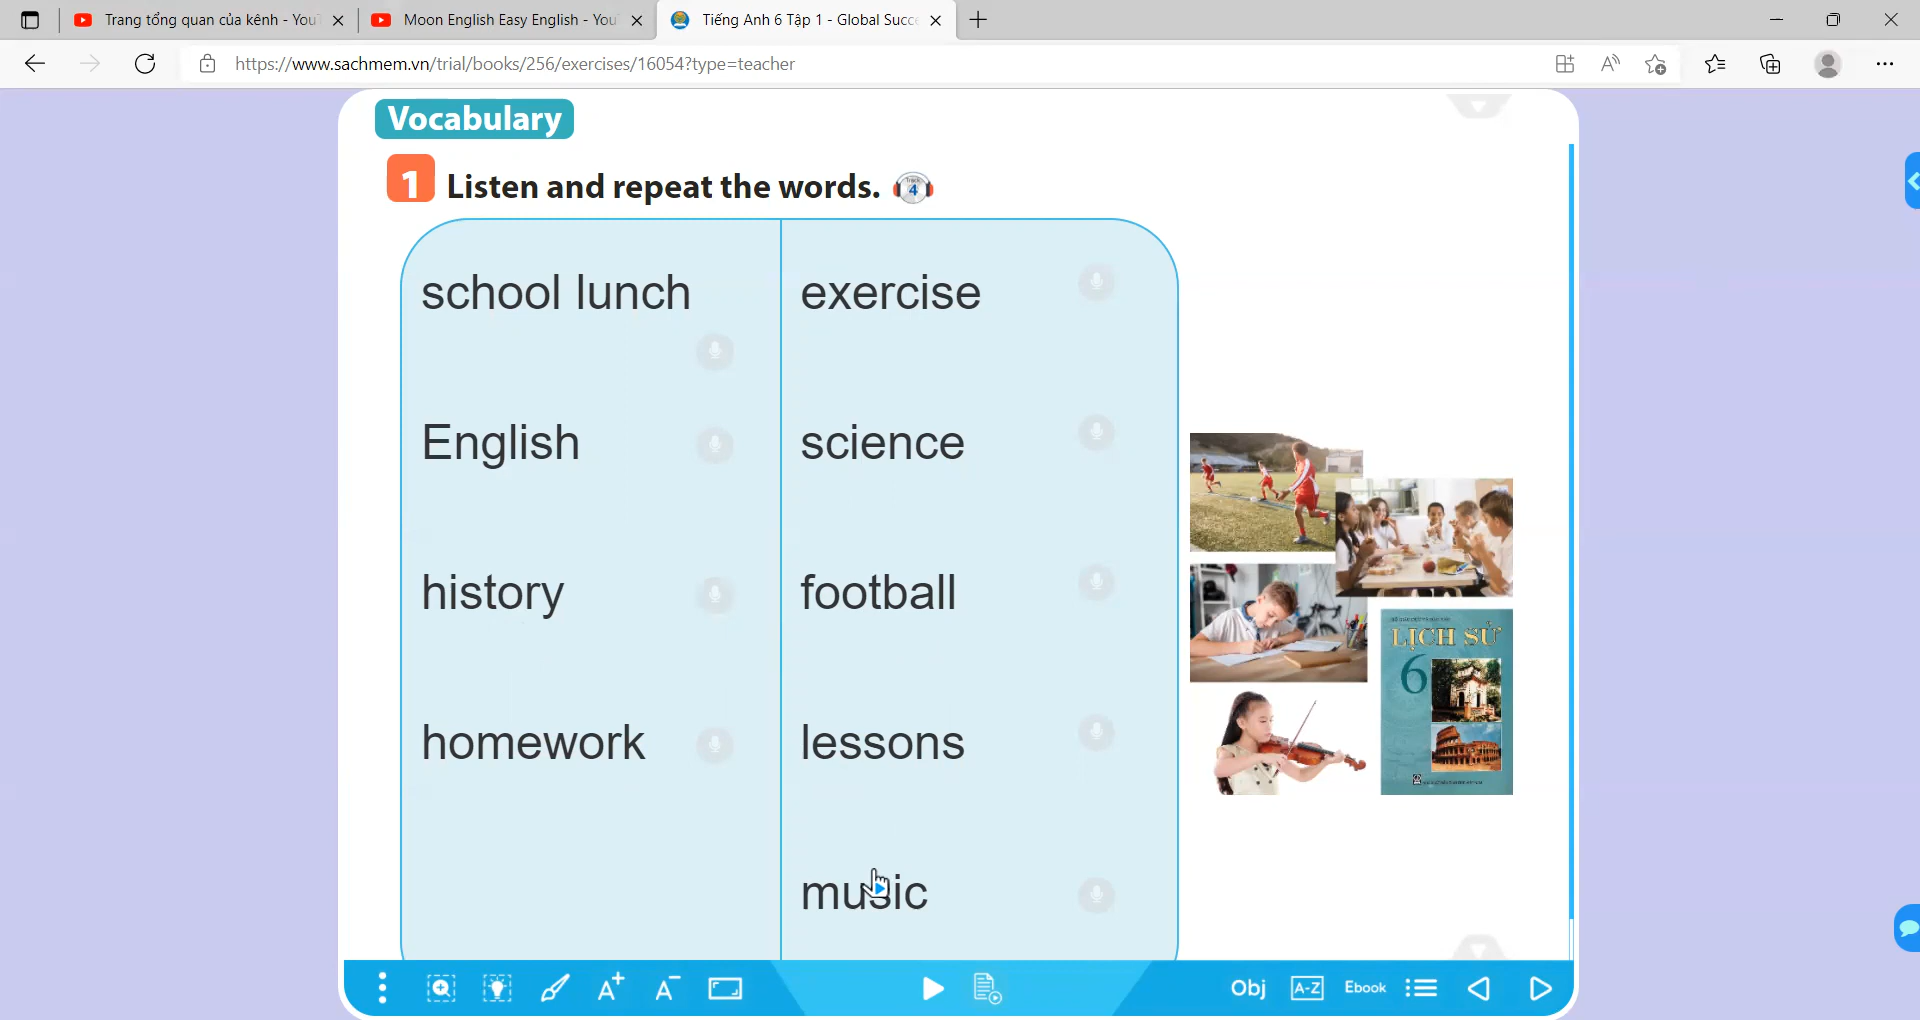 Trang tổng quan của kênh - You
Moon English Easy English - You
Tiếng Anh 6 Tập 1 - Global Succ
https://www.sachmem.vn/trial/books/256/exercises/16054?type=teacher
Vocabulary
1 Listen and repeat the words. Track 4
school lunch
exercise
English
science
history
football
homework
lessons
music
LỊCH SỬ
6
A+ A- Obj A-Z Ebook